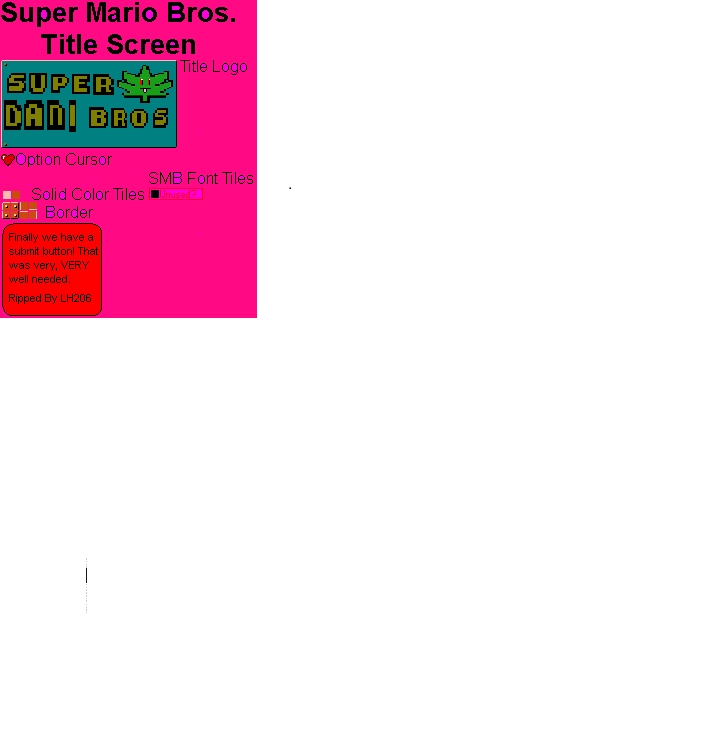 Super Mario Bros.
Title Screen
Title Logo
SUPER
DAN! BROS
Option Cursor
SMB Font Tiles
Solid Color Tiles
Unused?
Border
Finally we have a
submit button! That
was very, VERY
well needed.
Ripped By LH206